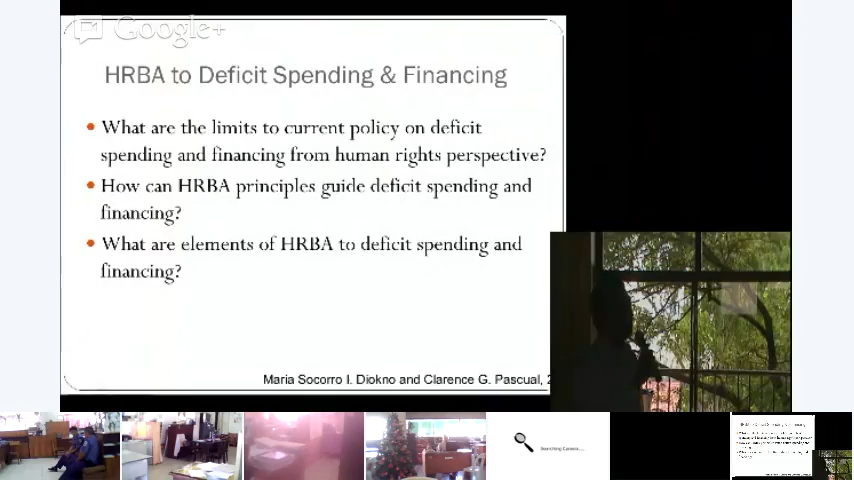 Google+
HRBA to Deficit Spending & Financing
• What are the limits to current policy on deficit
spending and financing from human rights perspective?
• How can HRBA principles guide deficit spending and
financing?
• What are elements of HRBA to deficit spending and
financing?
Maria Socorro I. Diokno and Clarence G. Pascual, 2